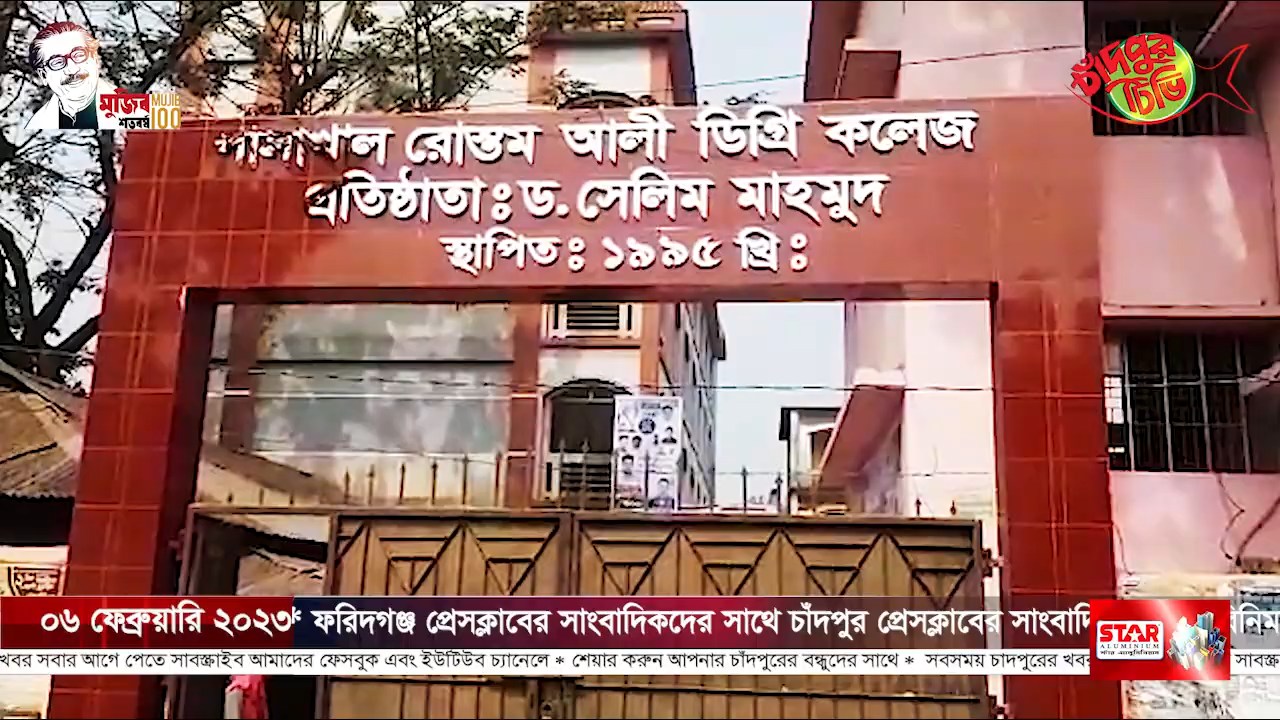 মুজিব MUJIB
শতবর্ষ 100
চাঁদপুর
টিভি
পালাখাল রোস্তম আলী ডিগ্রি কলেজ
প্রতিষ্ঠাতা : ড. সেলিম মাহমুদ
স্থাপিত : ১৯৯৫ খ্রি :
০৬ ফেব্রুয়ারি ২০২৩ ফরিদগঞ্জ প্রেসক্লাবের সাংবাদিকদের সাথে চাঁদপুর প্রেসক্লাবের
STAR
ALUMINIUM
খবর সবার আগে পেতে সাবস্ক্রাইব আমাদের ফেসবুক এবং ইউটিউব চ্যানেলে * শেয়ার করুন আপনার চাঁদপুরের বন্ধুদের সাথে * সবসময় চাঁদপুরের খবর